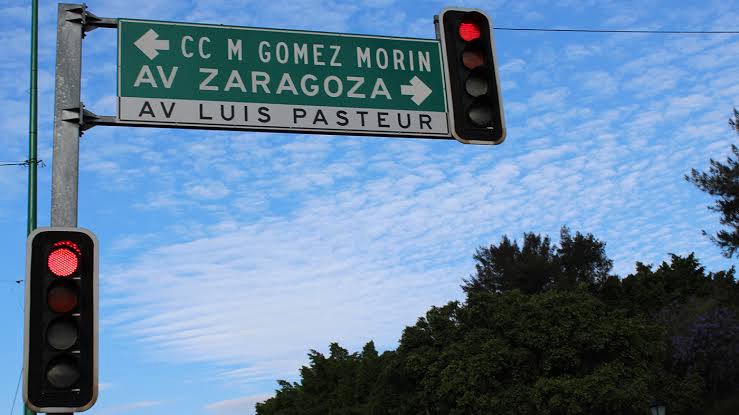 CC M GOMEZ MORIN
AV ZARAGOZA
AV LUIS PASTEUR